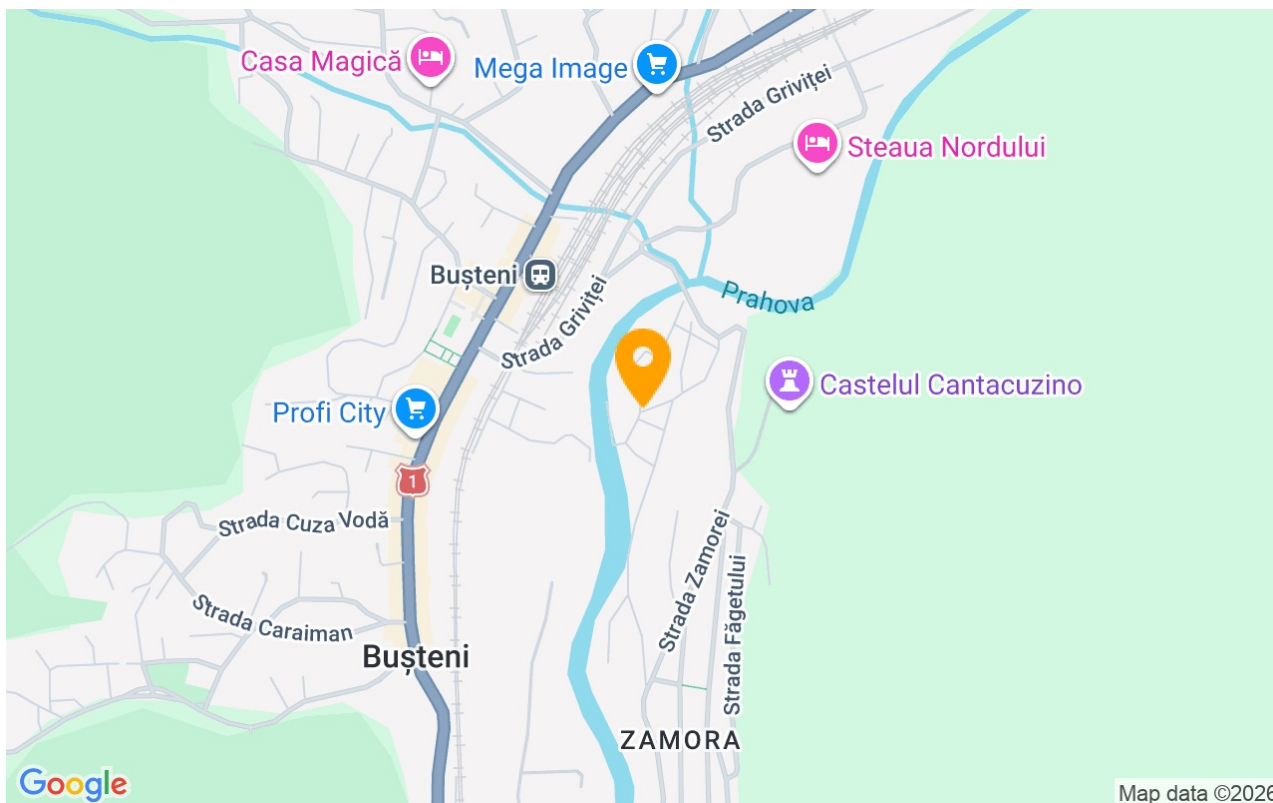 Casa Magică
Mega Image
Strada Griviței
Steaua Nordului
Bușteni
Prahova
Strada Griviței
Castelul Cantacuzino
Profi City
1
Strada Cuza Vodă
Strada Zamorei
Strada Făgetului
Strada Caraiman
Bușteni
ZAMORA
Google
Map data ©2026